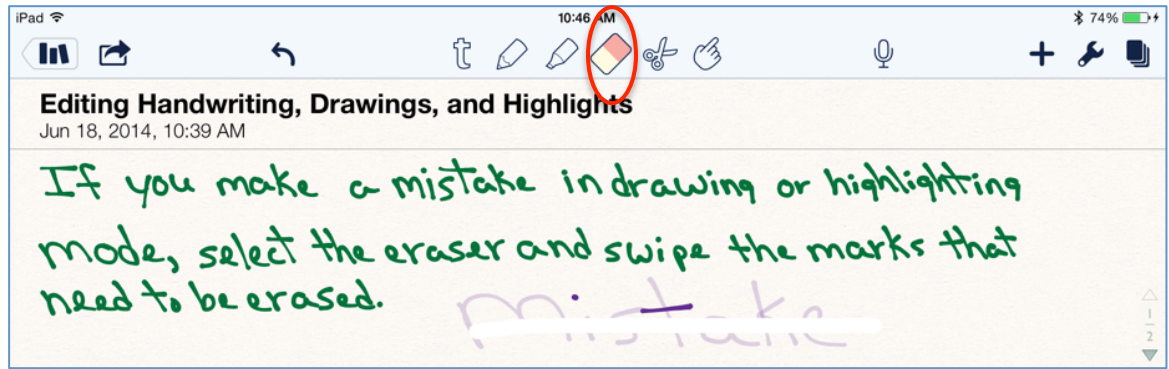 iPad 10:46 AM 74%
t
Editing Handwriting, Drawings, and Highlights
Jun 18, 2014, 10:39 AM
If you make a mistake in drawing or highlighting
mode, select the eraser and swipe the marks that
need to be erased.
mistake
1
2